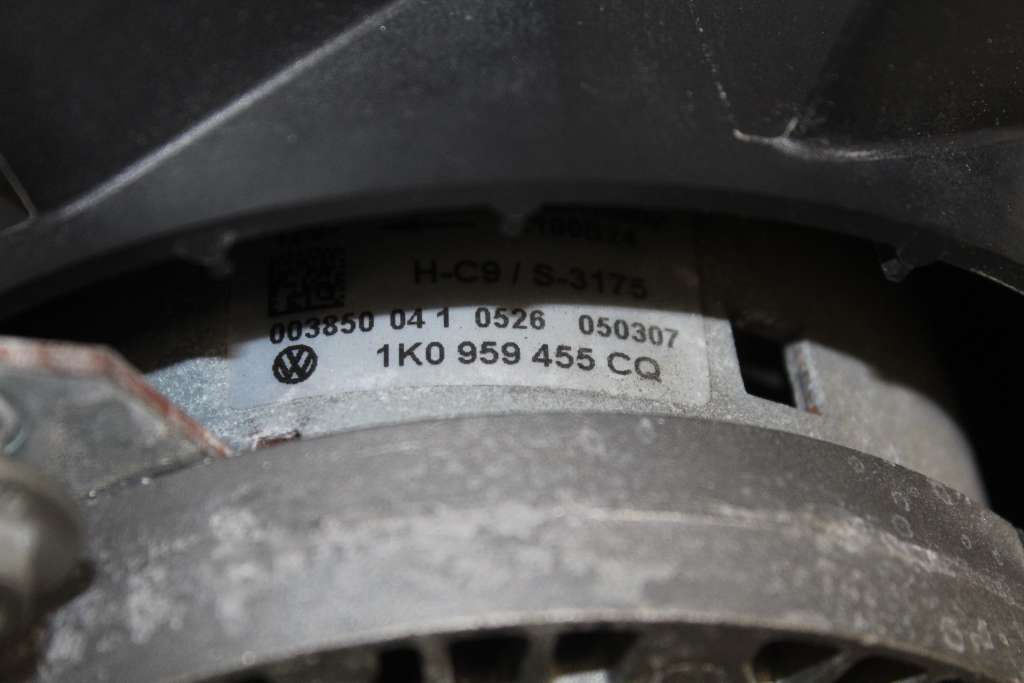 H-C9 / S-3175
003850 04 1 0526 050307
1K0 959 455 CQ